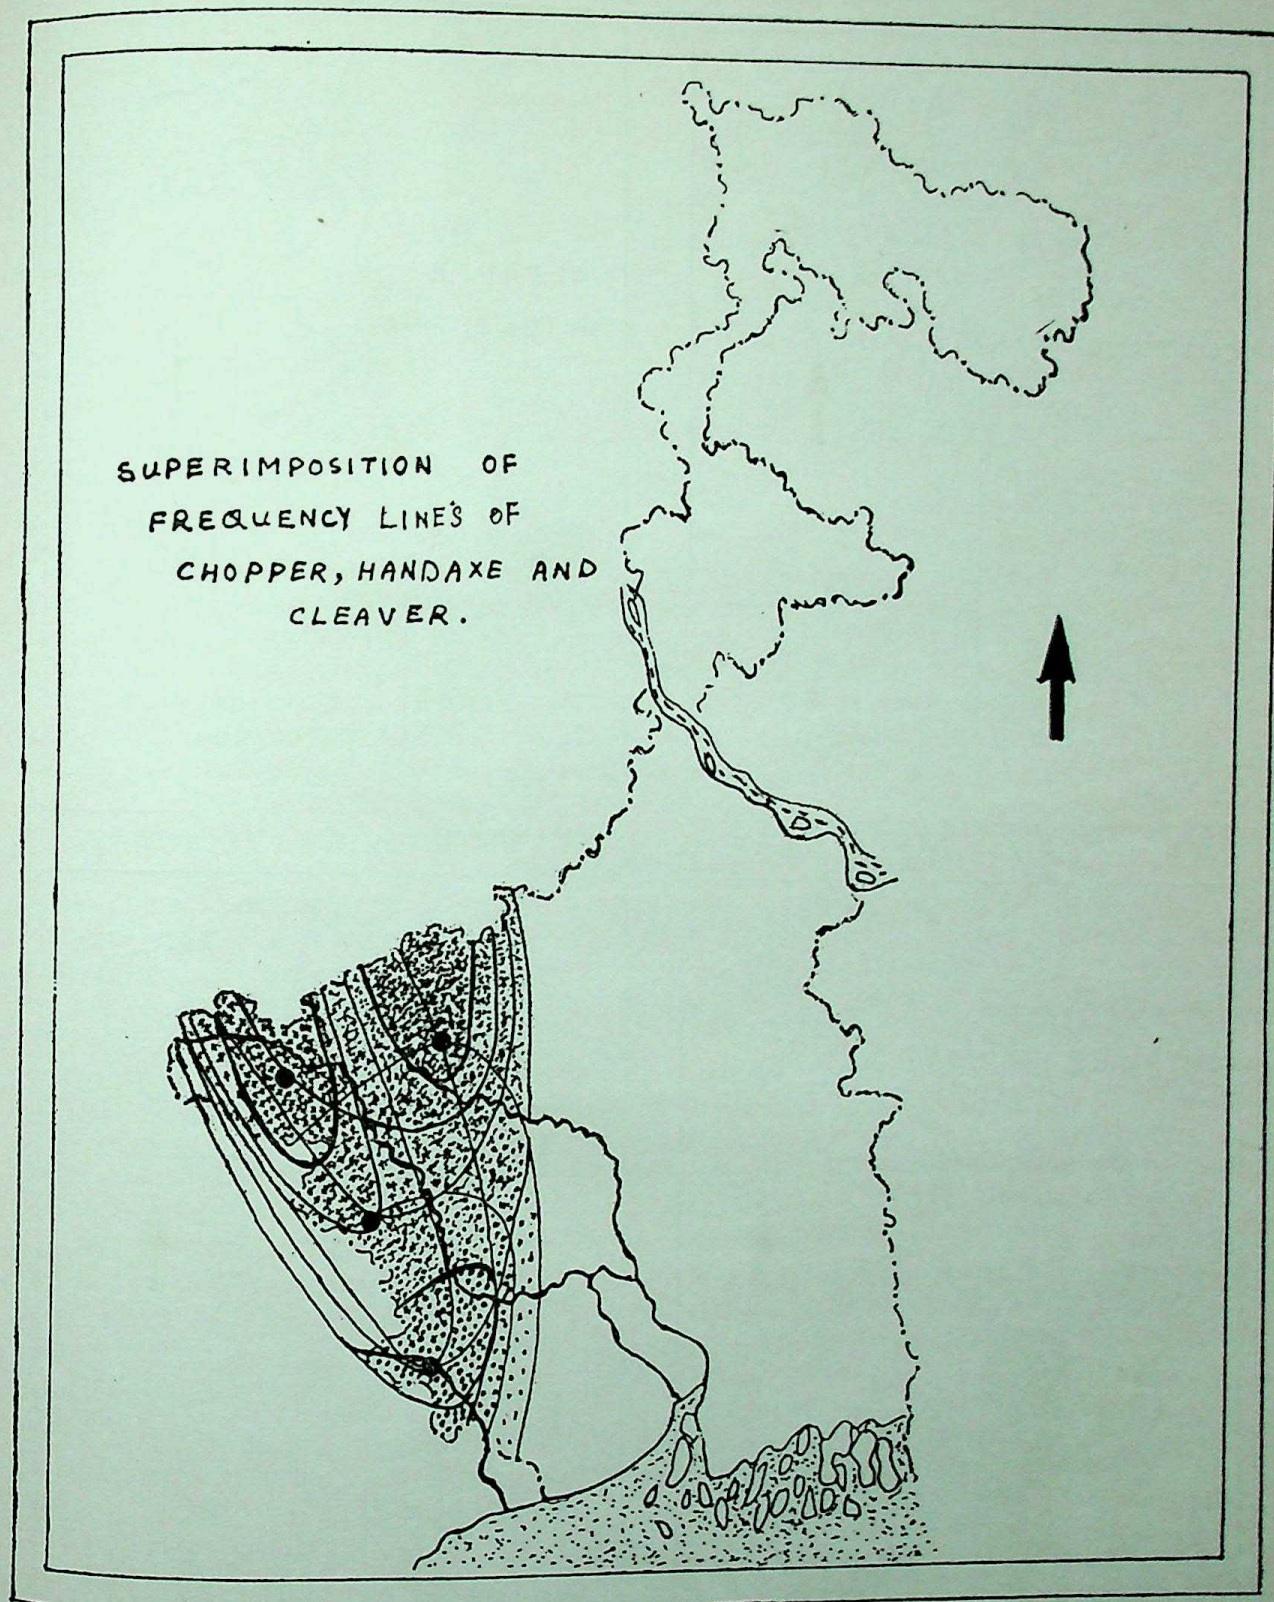 SUPERIMPOSITION OF
FREQUENCY LINES OF
CHOPPER, HANDAXE AND
CLEAVER.